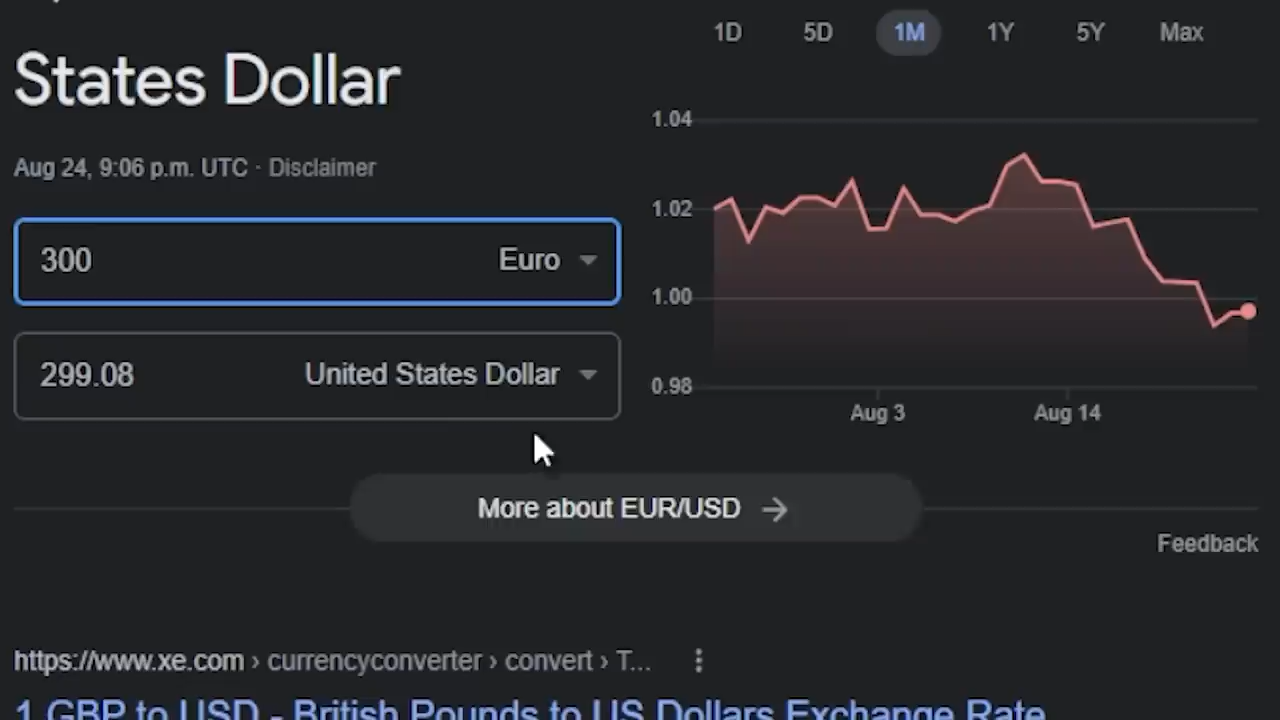 States Dollar
Aug 24, 9:06 p.m. UTC · Disclaimer
300 Euro
299.08 United States Dollar
1D 5D 1M 1Y 5Y Max
1.04
1.02
1.00
0.98
Aug 3 Aug 14
More about EUR/USD →
Feedback
https://www.xe.com › currencyconverter › convert › T...
1 GBP to USD - British Pounds to US Dollars Exchange Rate